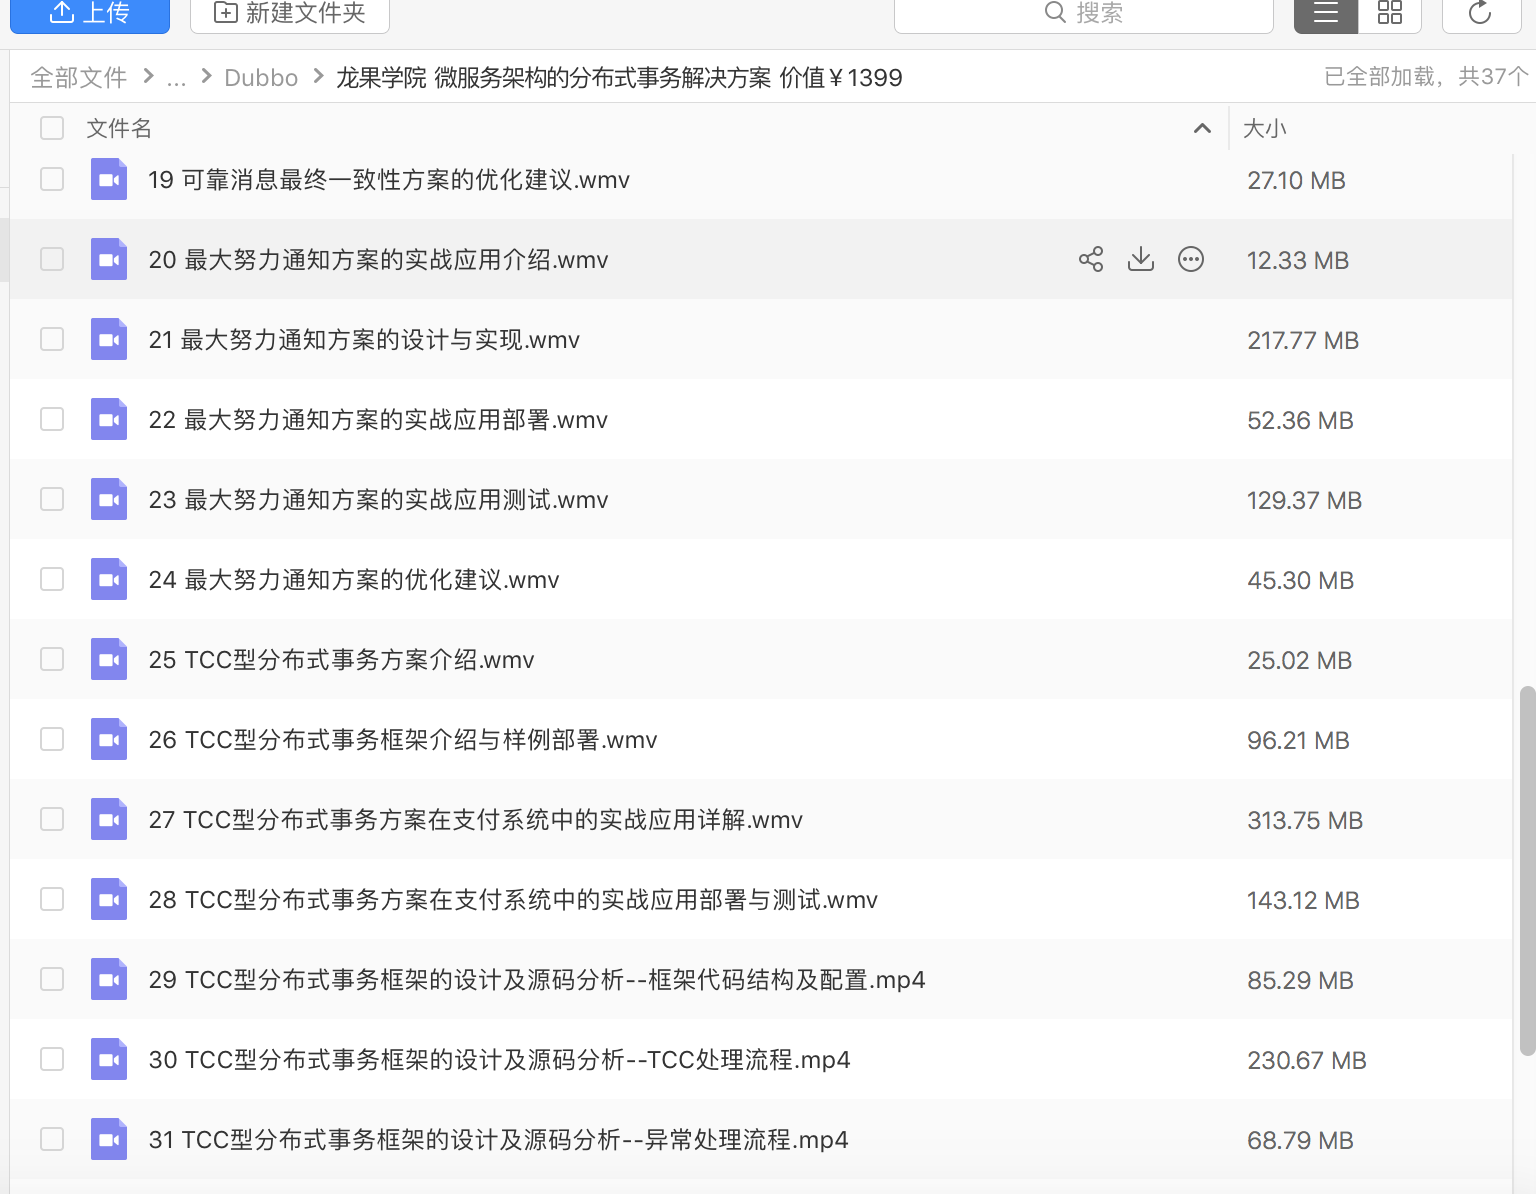 上传 新建文件夹 搜索
全部文件 > ... > Dubbo > 龙果学院 微服务架构的分布式事务解决方案 价值￥1399 已全部加载，共37个
文件名 大小
19 可靠消息最终一致性方案的优化建议.wmv 27.10 MB
20 最大努力通知方案的实战应用介绍.wmv 12.33 MB
21 最大努力通知方案的设计与实现.wmv 217.77 MB
22 最大努力通知方案的实战应用部署.wmv 52.36 MB
23 最大努力通知方案的实战应用测试.wmv 129.37 MB
24 最大努力通知方案的优化建议.wmv 45.30 MB
25 TCC型分布式事务方案介绍.wmv 25.02 MB
26 TCC型分布式事务框架介绍与样例部署.wmv 96.21 MB
27 TCC型分布式事务方案在支付系统中的实战应用详解.wmv 313.75 MB
28 TCC型分布式事务方案在支付系统中的实战应用部署与测试.wmv 143.12 MB
29 TCC型分布式事务框架的设计及源码分析--框架代码结构及配置.mp4 85.29 MB
30 TCC型分布式事务框架的设计及源码分析--TCC处理流程.mp4 230.67 MB
31 TCC型分布式事务框架的设计及源码分析--异常处理流程.mp4 68.79 MB